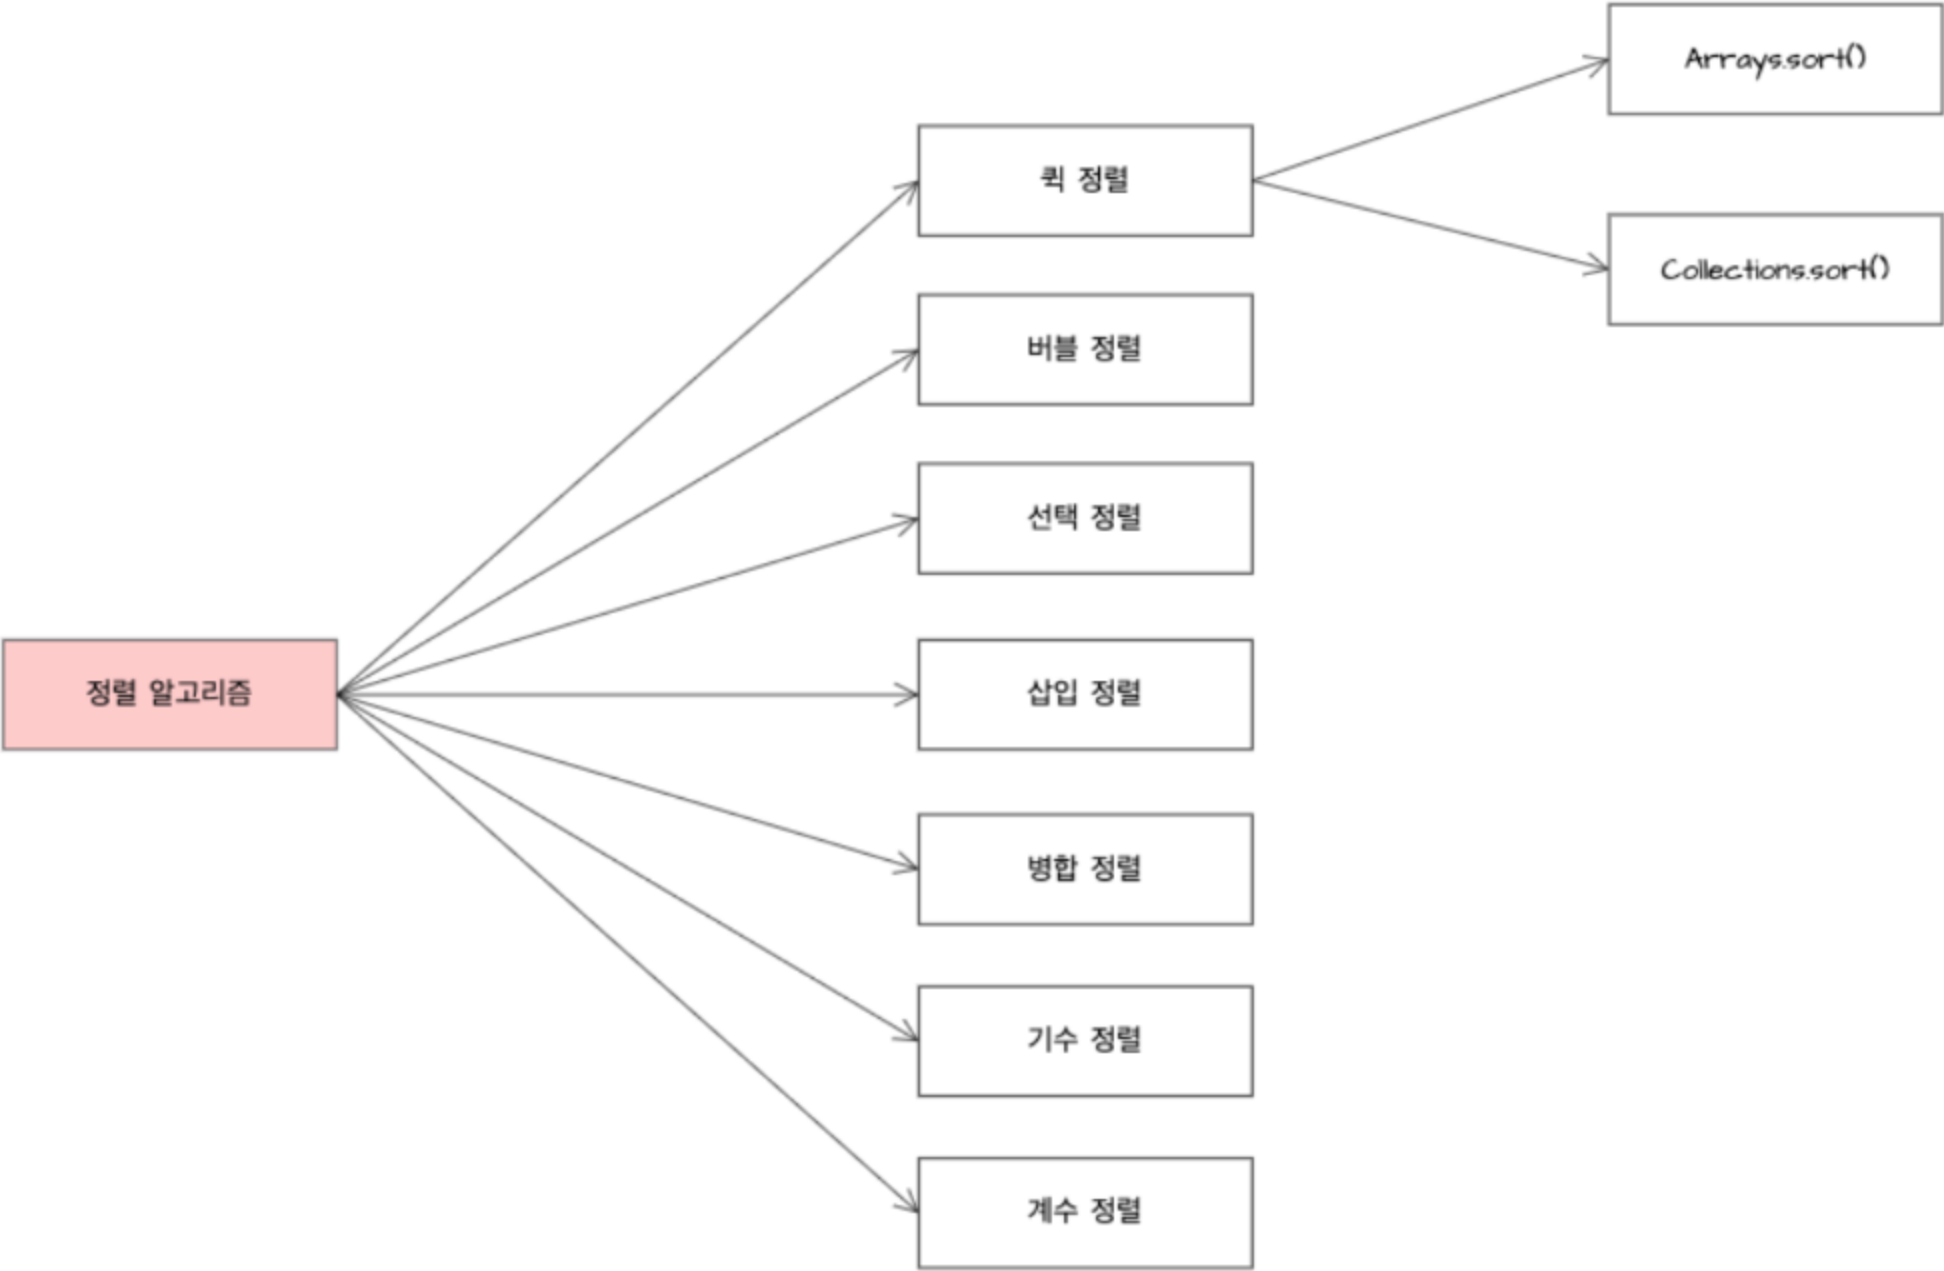 Arrays.sort()
퀵 정렬
Collections.sort()
버블 정렬
선택 정렬
정렬 알고리즘
삽입 정렬
병합 정렬
기수 정렬
계수 정렬